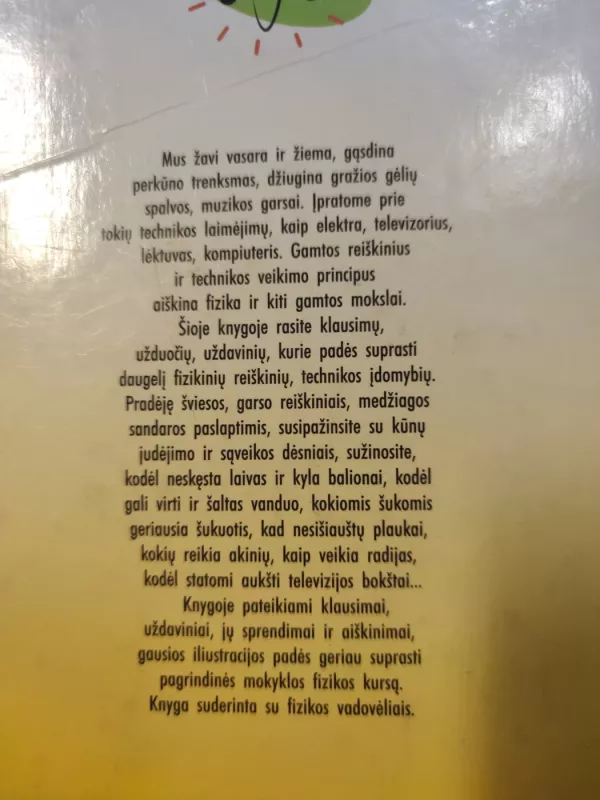 Mus žavi vasara ir žiema, gąsdina
perkūno trenksmas, džiugina gražios gėlių
spalvos, muzikos garsai. Įpratome prie
tokių technikos laimėjimų, kaip elektra, televizorius,
lėktuvas, kompiuteris. Gamtos reiškinius
ir technikos veikimo principus
aiškina fizika ir kiti gamtos mokslai.
Šioje knygoje rasite klausimų,
užduočių, uždavinių, kurie padės suprasti
daugelį fizikinių reiškinių, technikos įdomybių.
Pradėję šviesos, garso reiškiniais, medžiagos
sandaros paslaptimis, susipažinsite su kūnų
judėjimo ir sąveikos dėsniais, sužinosite,
kodėl neskęsta laivas ir kyla balionai, kodėl
gali virti ir šaltas vanduo, kokiomis šukomis
geriausia šukuotis, kad nesišiauštų plaukai,
kokių reikia akinių, kaip veikia radijas,
kodėl statomi aukšti televizijos bokštai...
Knygoje pateikiami klausimai,
uždaviniai, jų sprendimai ir aiškinimai,
gausios iliustracijos padės geriau suprasti
pagrindinės mokyklos fizikos kursą.
Knyga suderinta su fizikos vadovėliais.